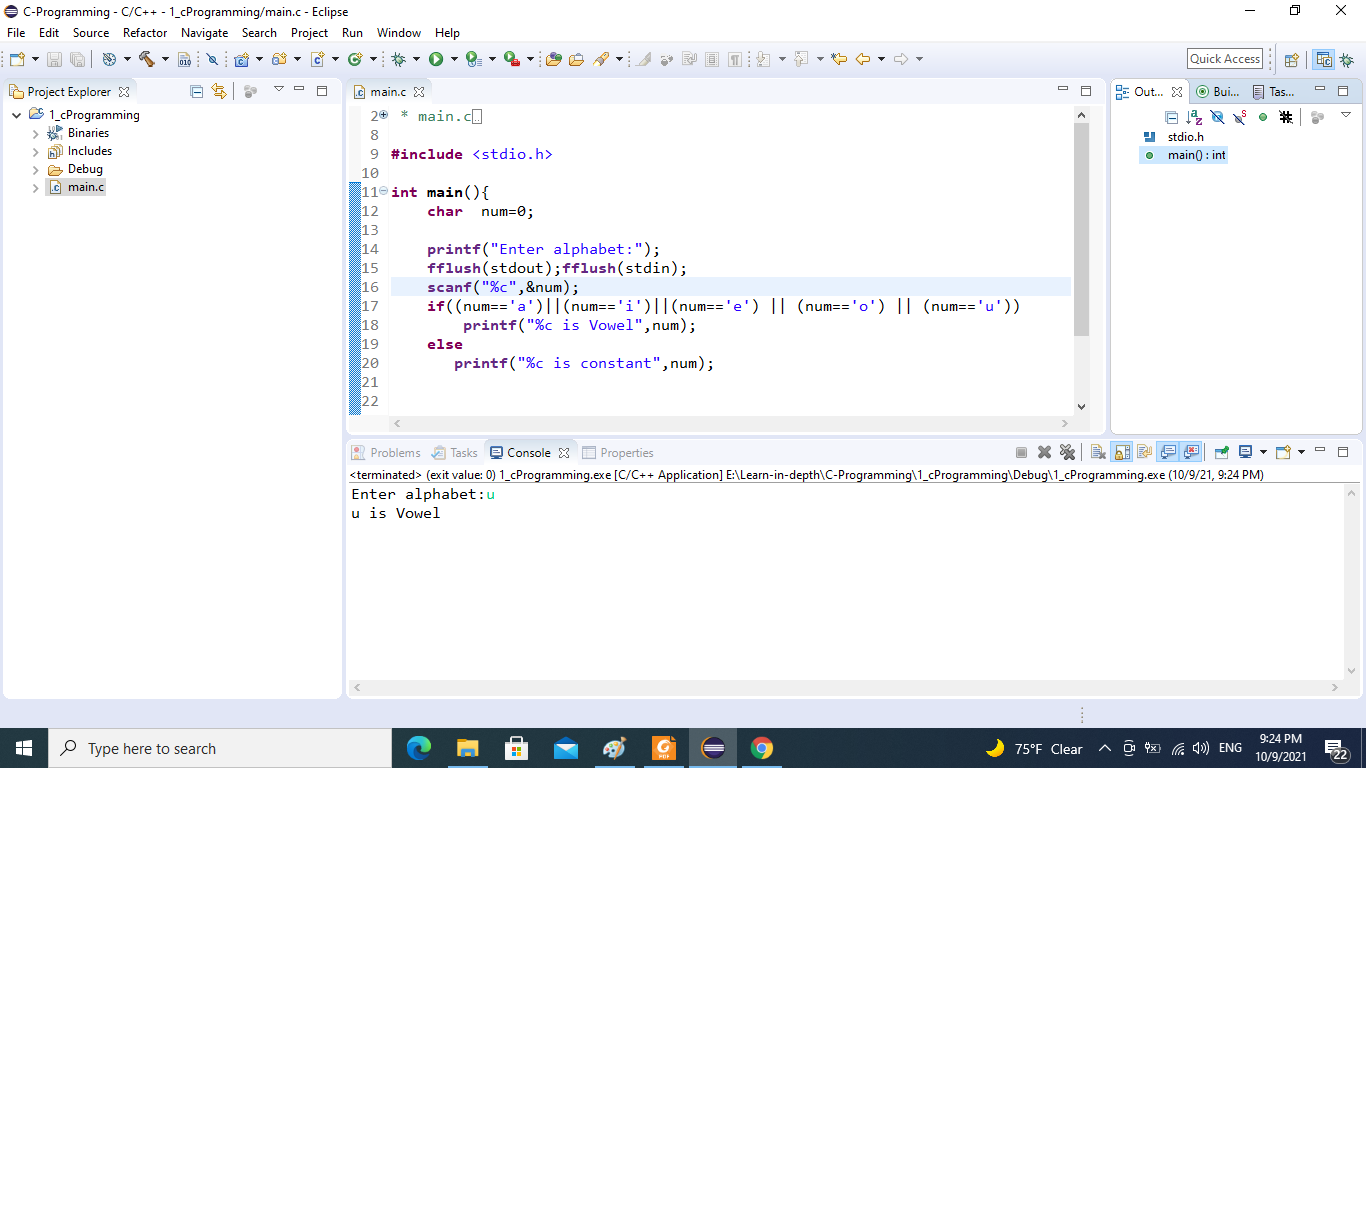 C-Programming - C/C++ - 1_cProgramming/main.c - Eclipse
File Edit Source Refactor Navigate Search Project Run Window Help
Quick Access
Project Explorer
1_cProgramming
Binaries
Includes
Debug
main.c
main.c
2 * main.c
8
9 #include <stdio.h>
10
11 int main(){
12 char  num=0;
13
14 printf("Enter alphabet:");
15 fflush(stdout);fflush(stdin);
16 scanf("%c",&num);
17 if((num=='a')||(num=='i')||(num=='e') || (num=='o') || (num=='u'))
18 printf("%c is Vowel",num);
19 else
20 printf("%c is constant",num);
21
22
Out... Bui... Tas...
stdio.h
main() : int
Problems Tasks Console Properties
<terminated> (exit value: 0) 1_cProgramming.exe [C/C++ Application] E:\Learn-in-depth\C-Programming\1_cProgramming\Debug\1_cProgramming.exe (10/9/21, 9:24 PM)
Enter alphabet:u
u is Vowel
Type here to search
75°F Clear
ENG
9:24 PM
10/9/2021
22